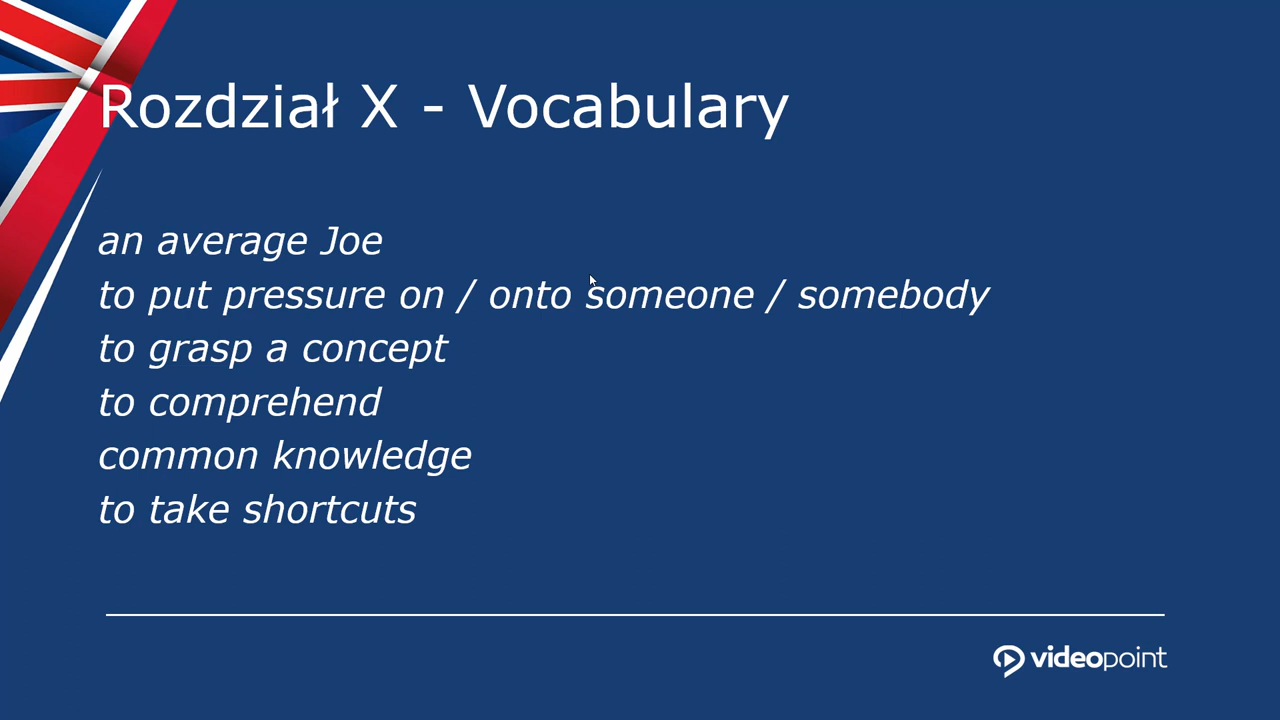 Rozdział X - Vocabulary
an average Joe
to put pressure on / onto someone / somebody
to grasp a concept
to comprehend
common knowledge
to take shortcuts
videopoint